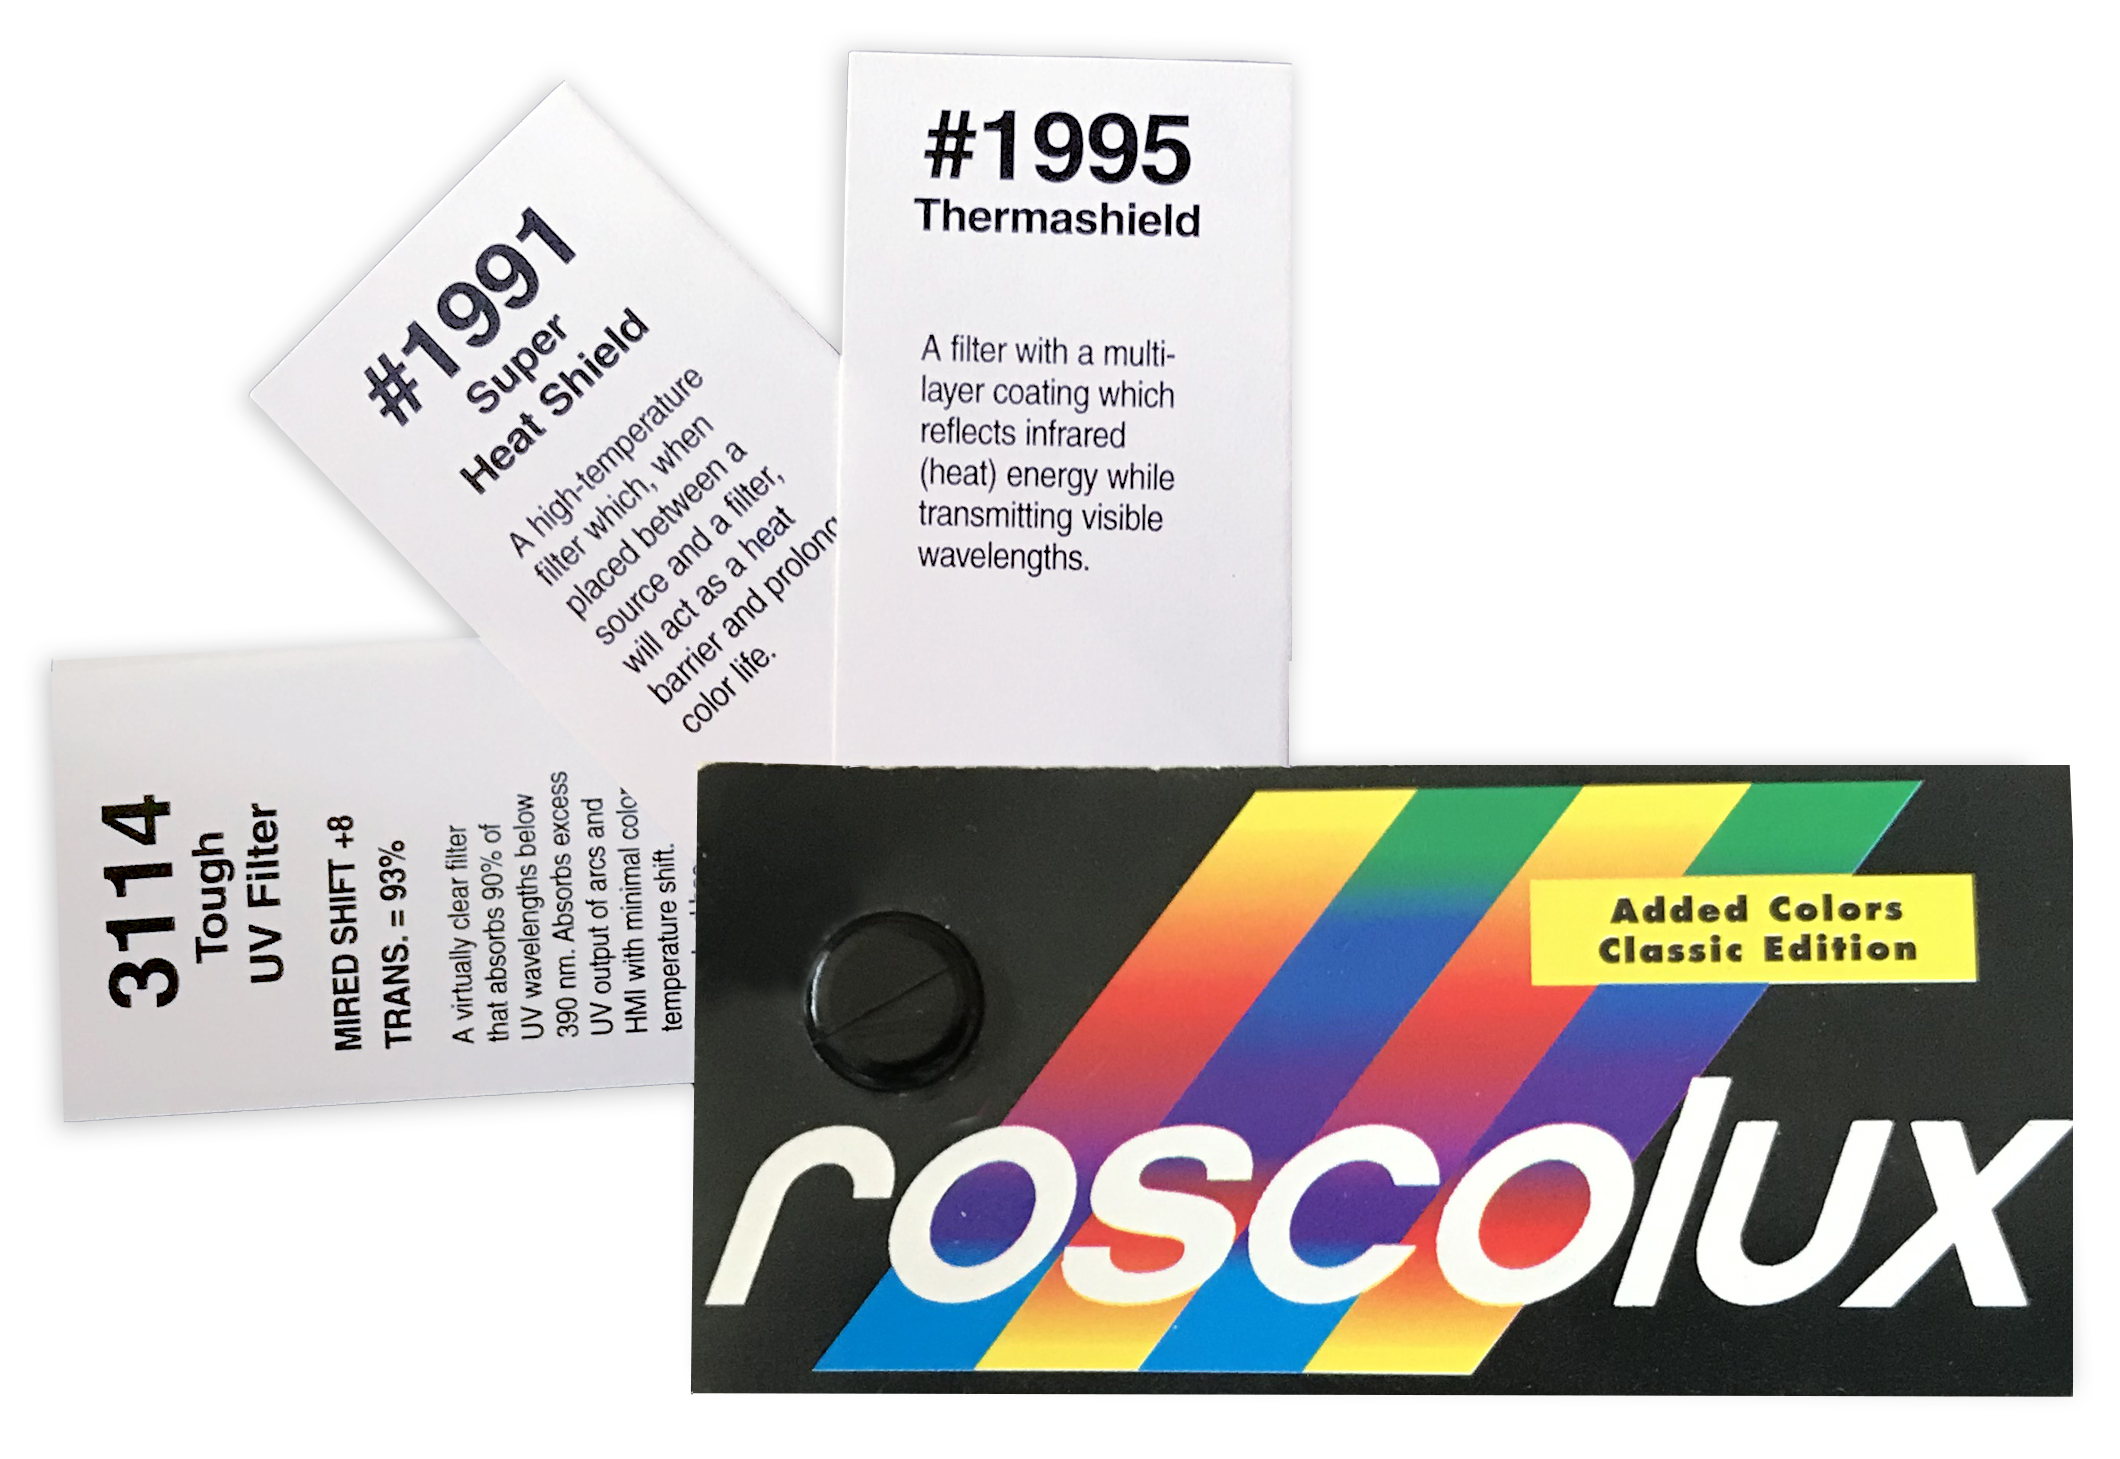 #1995
Thermashield
A filter with a multi-
layer coating which
reflects infrared
(heat) energy while
transmitting visible
wavelengths.
#1991
Super
Heat Shield
A high-temperature
filter which, when
placed between a
source and a filter,
will act as a heat
barrier and prolong
color life.
3114
Tough
UV Filter
MIRED SHIFT +8
TRANS. = 93%
A virtually clear filter
that absorbs 90% of
UV wavelengths below
390 nm. Absorbs excess
UV output of arcs and
HMI with minimal color
temperature shift.
Added Colors
Classic Edition
roscolux